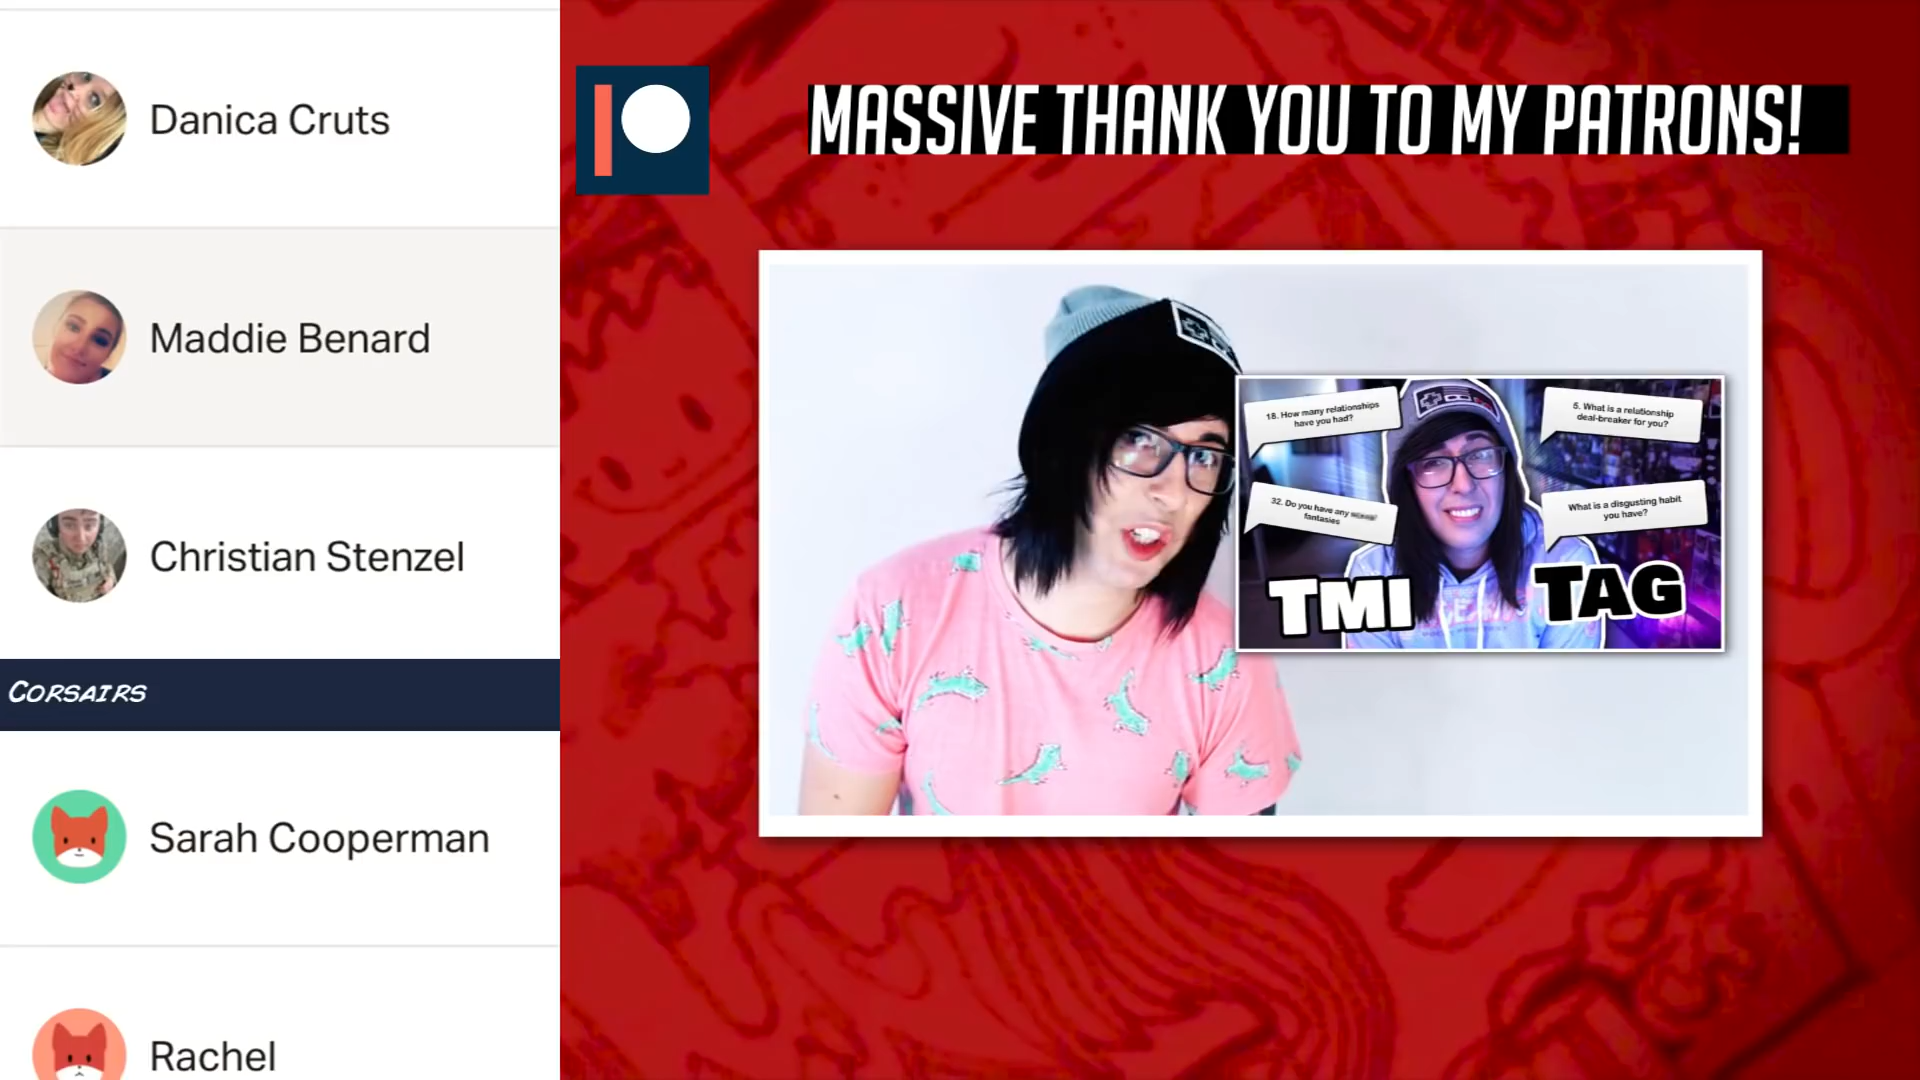 Danica Cruts
Maddie Benard
Christian Stenzel
CORSAIRS
Sarah Cooperman
Rachel
MASSIVE THANK YOU TO MY PATRONS!
18. How many relationships
have you had?
5. What is a relationship
deal-breaker for you?
32. Do you have any
fantasies
What is a disgusting habit
you have?
TMI
TAG